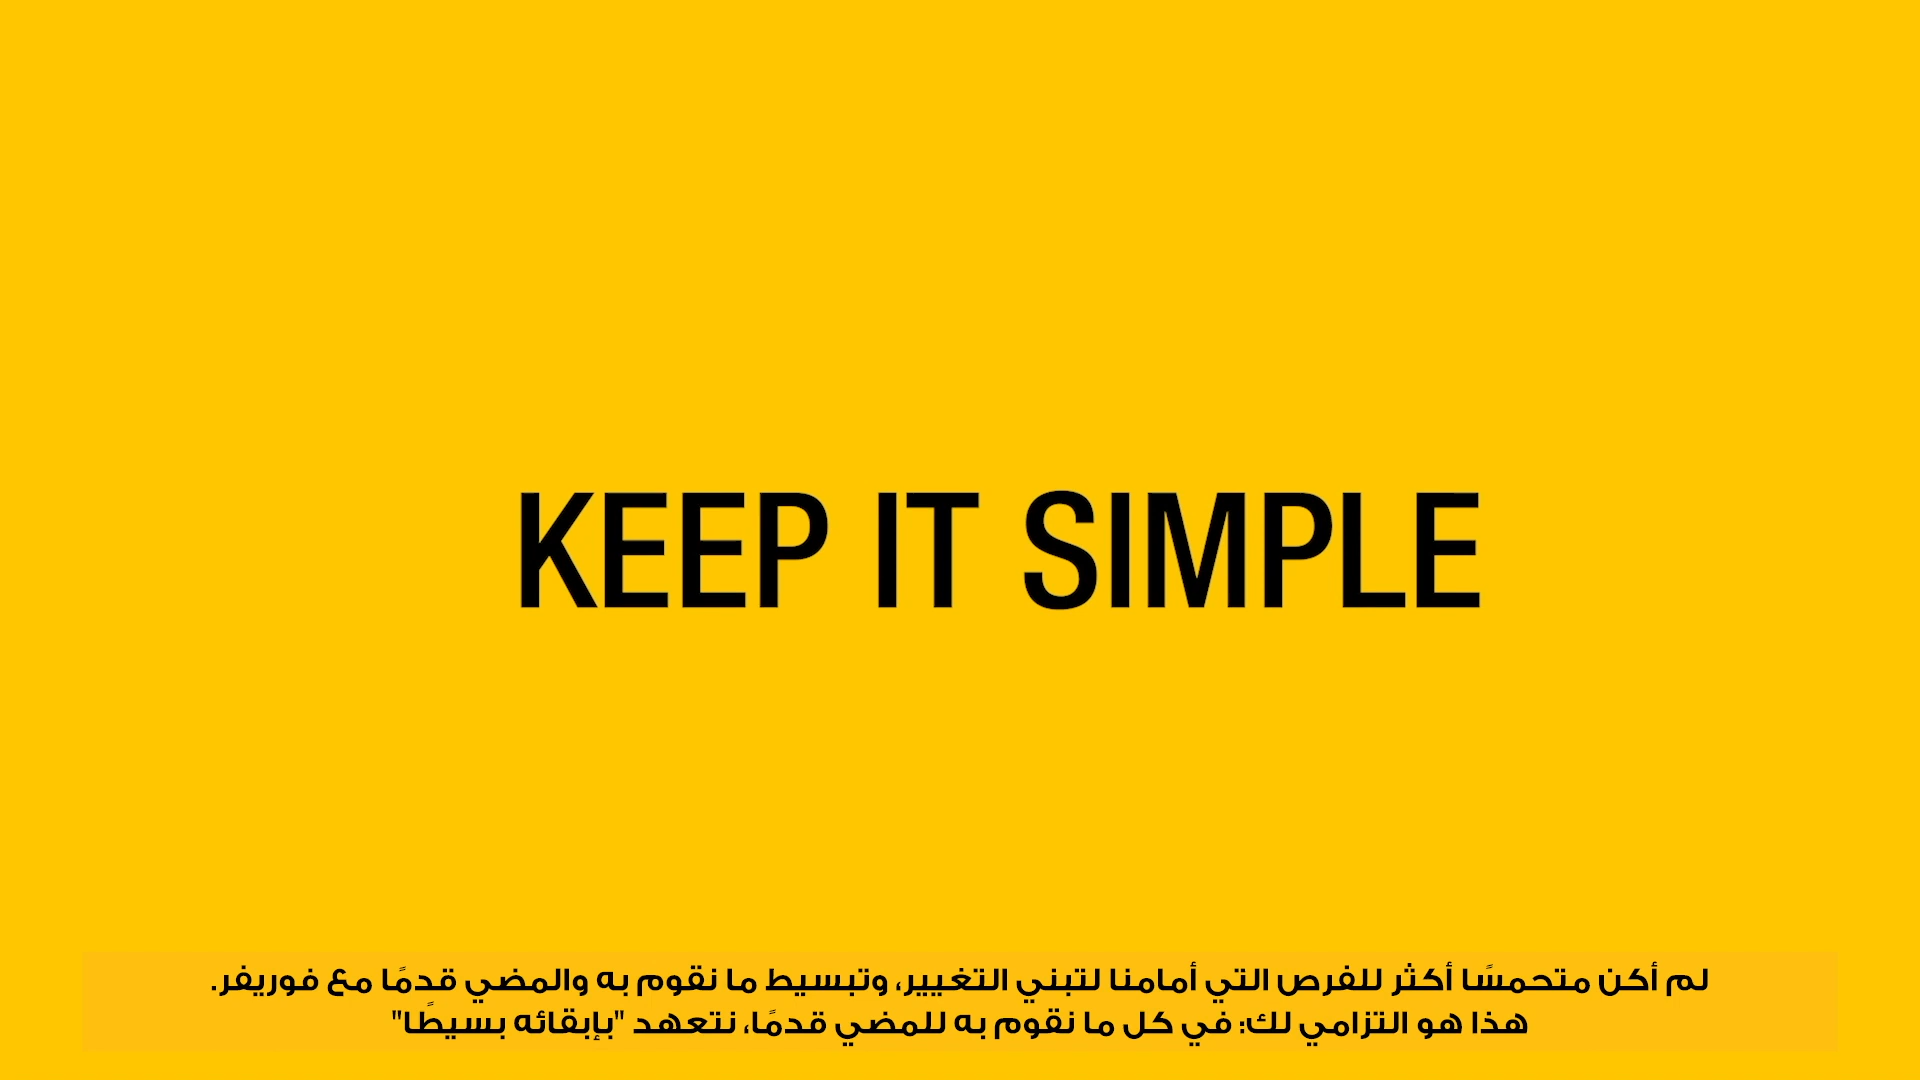 KEEP IT SIMPLE
لم أكن متحمسًا أكثر للفرص التي أمامنا لتبني التغيير، وتبسيط ما نقوم به والمضي قدمًا مع فوريفر.
هذا هو التزامي لك: في كل ما نقوم به للمضي قدمًا، نتعهد "بإبقائه بسيطًا"